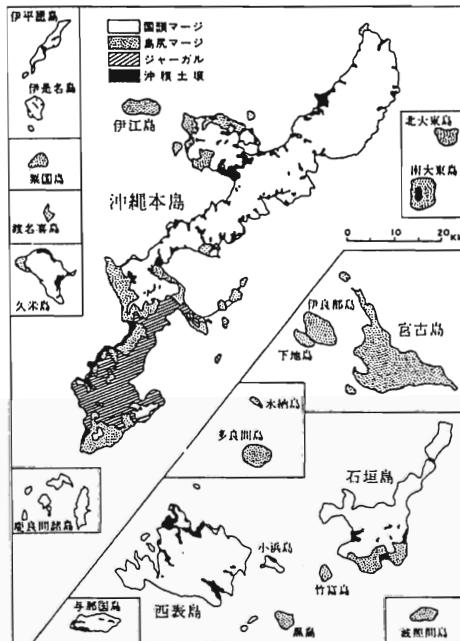 国頭マージ
島尻マージ
ジャーガル
沖積土壌
伊平屋島
伊是名島
粟国島
渡名喜島
久米島
伊江島
沖縄本島
北大東島
南大東島
0 10 20 K
伊良部島
下地島
宮古島
水納島
多良間島
石垣島
慶良間諸島
小浜島
竹富島
西表島
与那国島
黒島
波照間島